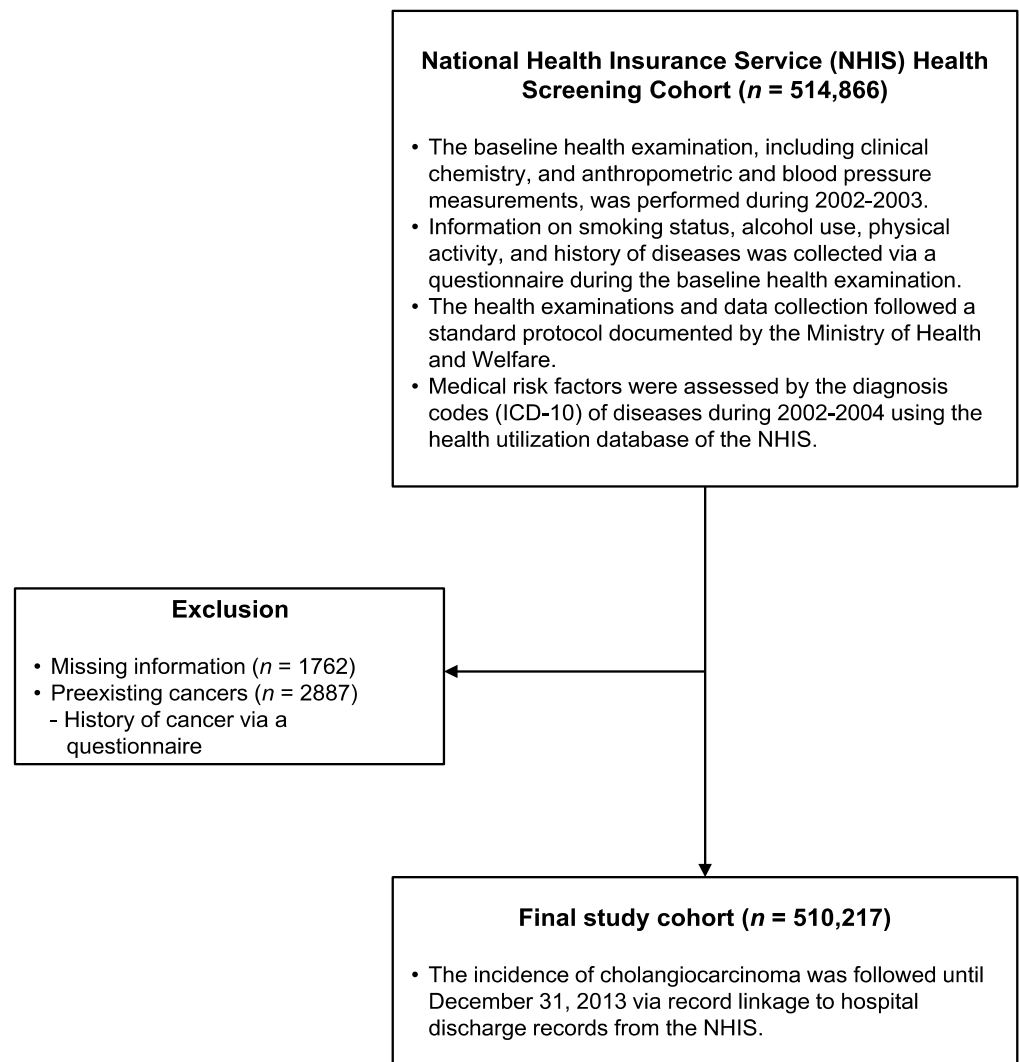 National Health Insurance Service (NHIS) Health
Screening Cohort (n = 514,866)
• The baseline health examination, including clinical
chemistry, and anthropometric and blood pressure
measurements, was performed during 2002-2003.
• Information on smoking status, alcohol use, physical
activity, and history of diseases was collected via a
questionnaire during the baseline health examination.
• The health examinations and data collection followed a
standard protocol documented by the Ministry of Health
and Welfare.
• Medical risk factors were assessed by the diagnosis
codes (ICD-10) of diseases during 2002-2004 using the
health utilization database of the NHIS.
Exclusion
• Missing information (n = 1762)
• Preexisting cancers (n = 2887)
- History of cancer via a
questionnaire
Final study cohort (n = 510,217)
• The incidence of cholangiocarcinoma was followed until
December 31, 2013 via record linkage to hospital
discharge records from the NHIS.